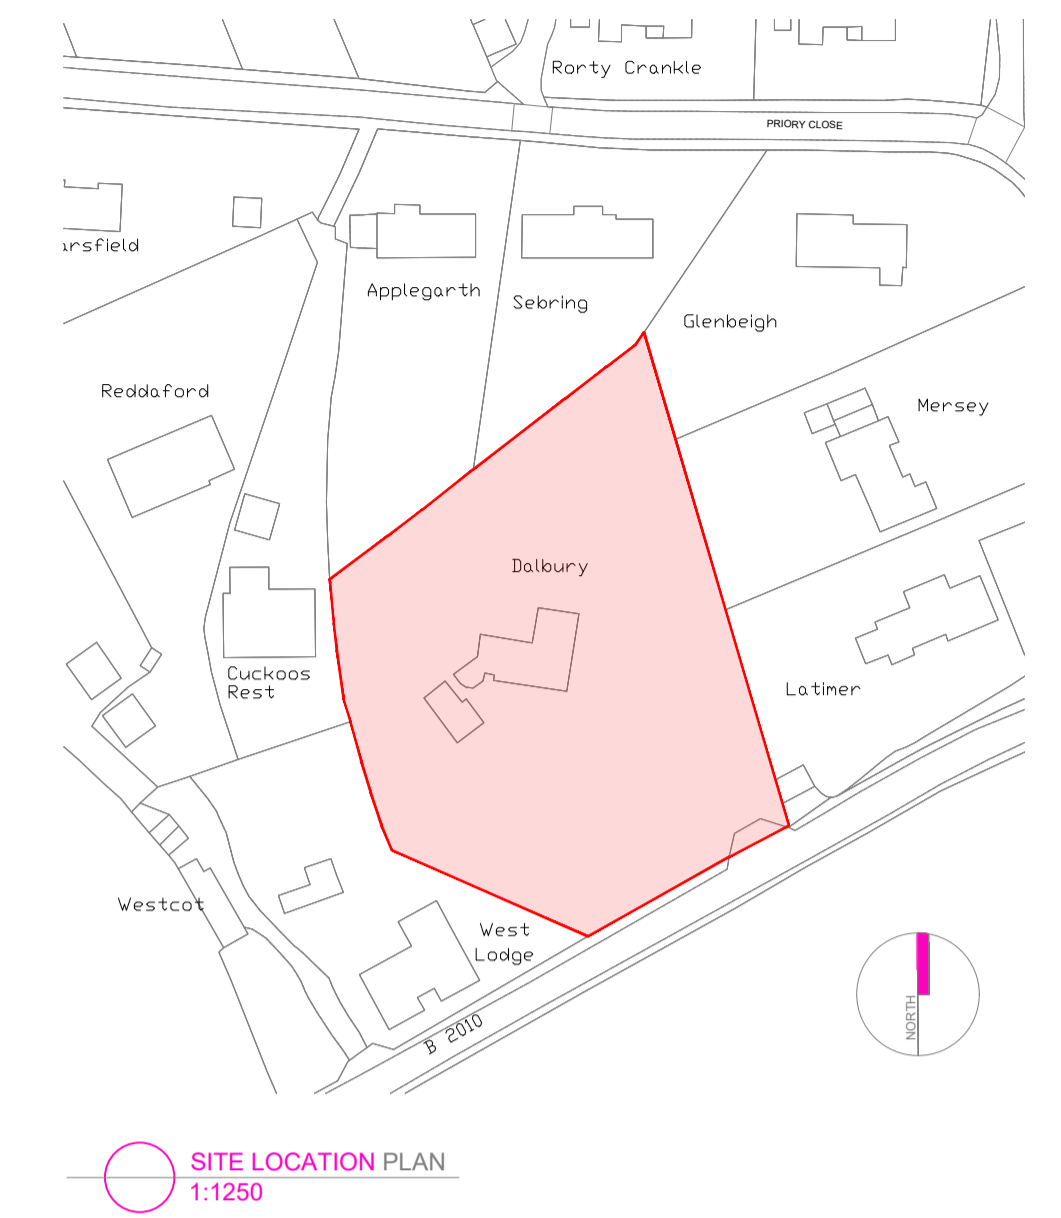 Rorty Crankle
PRIORY CLOSE
arsfield
Applegarth
Sebring
Glenbeigh
Reddaford
Mersey
Dalbury
Cuckoos
Rest
Latimer
Westcot
West
Lodge
B 2010
NORTH
SITE LOCATION PLAN
1:1250